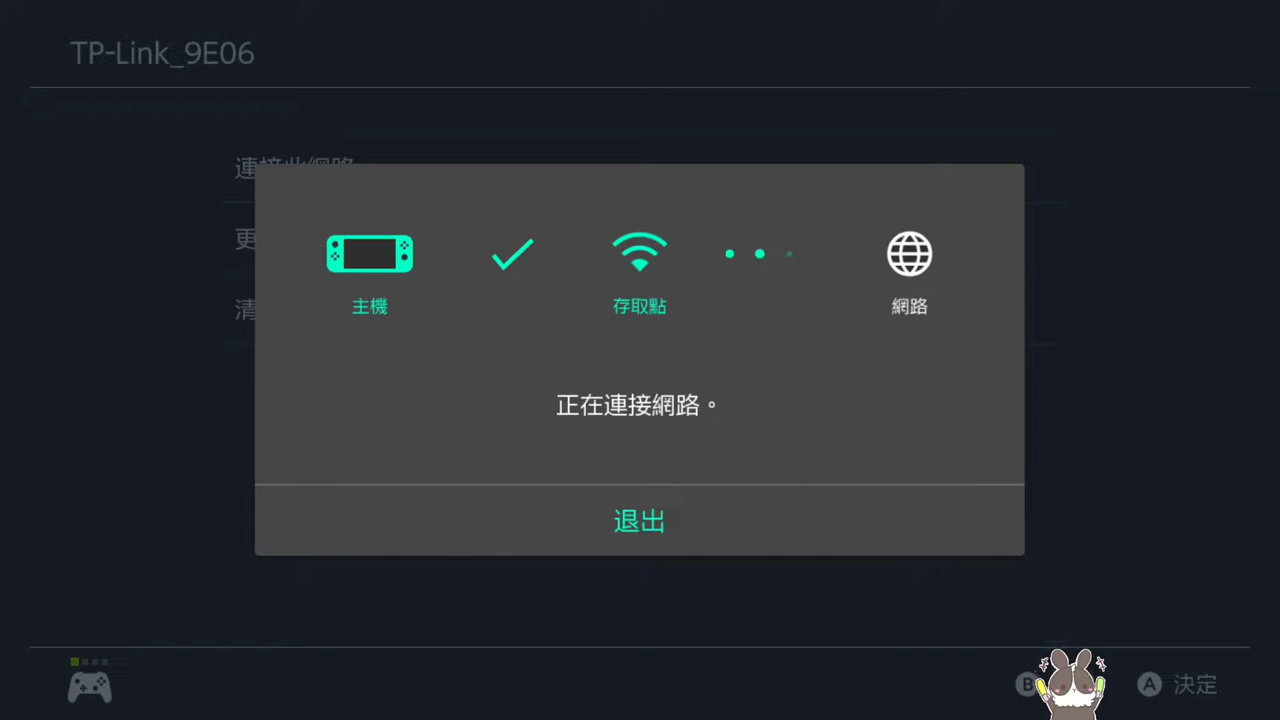 TP-Link_9E06
主機
存取點
網路
正在連接網路。
退出
B
A 決定